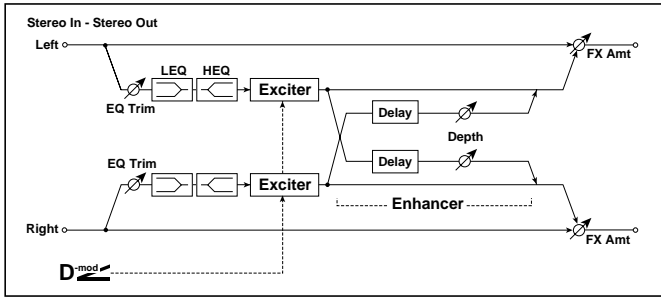 Stereo In - Stereo Out
Left
FX Amt
LEQ HEQ
EQ Trim
Exciter
Delay
Depth
EQ Trim
Delay
Exciter
Enhancer
Right
FX Amt
D-mod